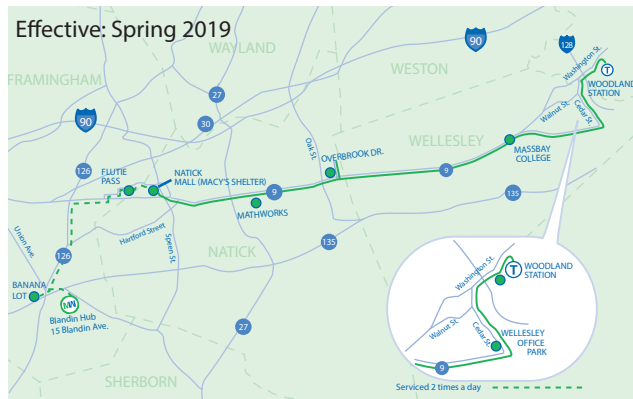 Effective: Spring 2019
90
128
Washington St.
WAYLAND
WESTON
T
WOODLAND
STATION
FRAMINGHAM
27
Walnut St.
Cedar St.
90
30
Oak St.
WELLESLEY
MASSBAY
COLLEGE
OVERBROOK DR.
126
FLUTIE
PASS
NATICK
MALL (MACY'S SHELTER)
9
9
135
MATHWORKS
Union Ave.
126
Hartford Street
Speen St.
NATICK
135
Washington St.
T
WOODLAND
STATION
BANANA
LOT
MW
Blandin Hub
15 Blandin Ave.
27
Walnut St.
Cedar St.
WELLESLEY
OFFICE
PARK
9
SHERBORN
Serviced 2 times a day